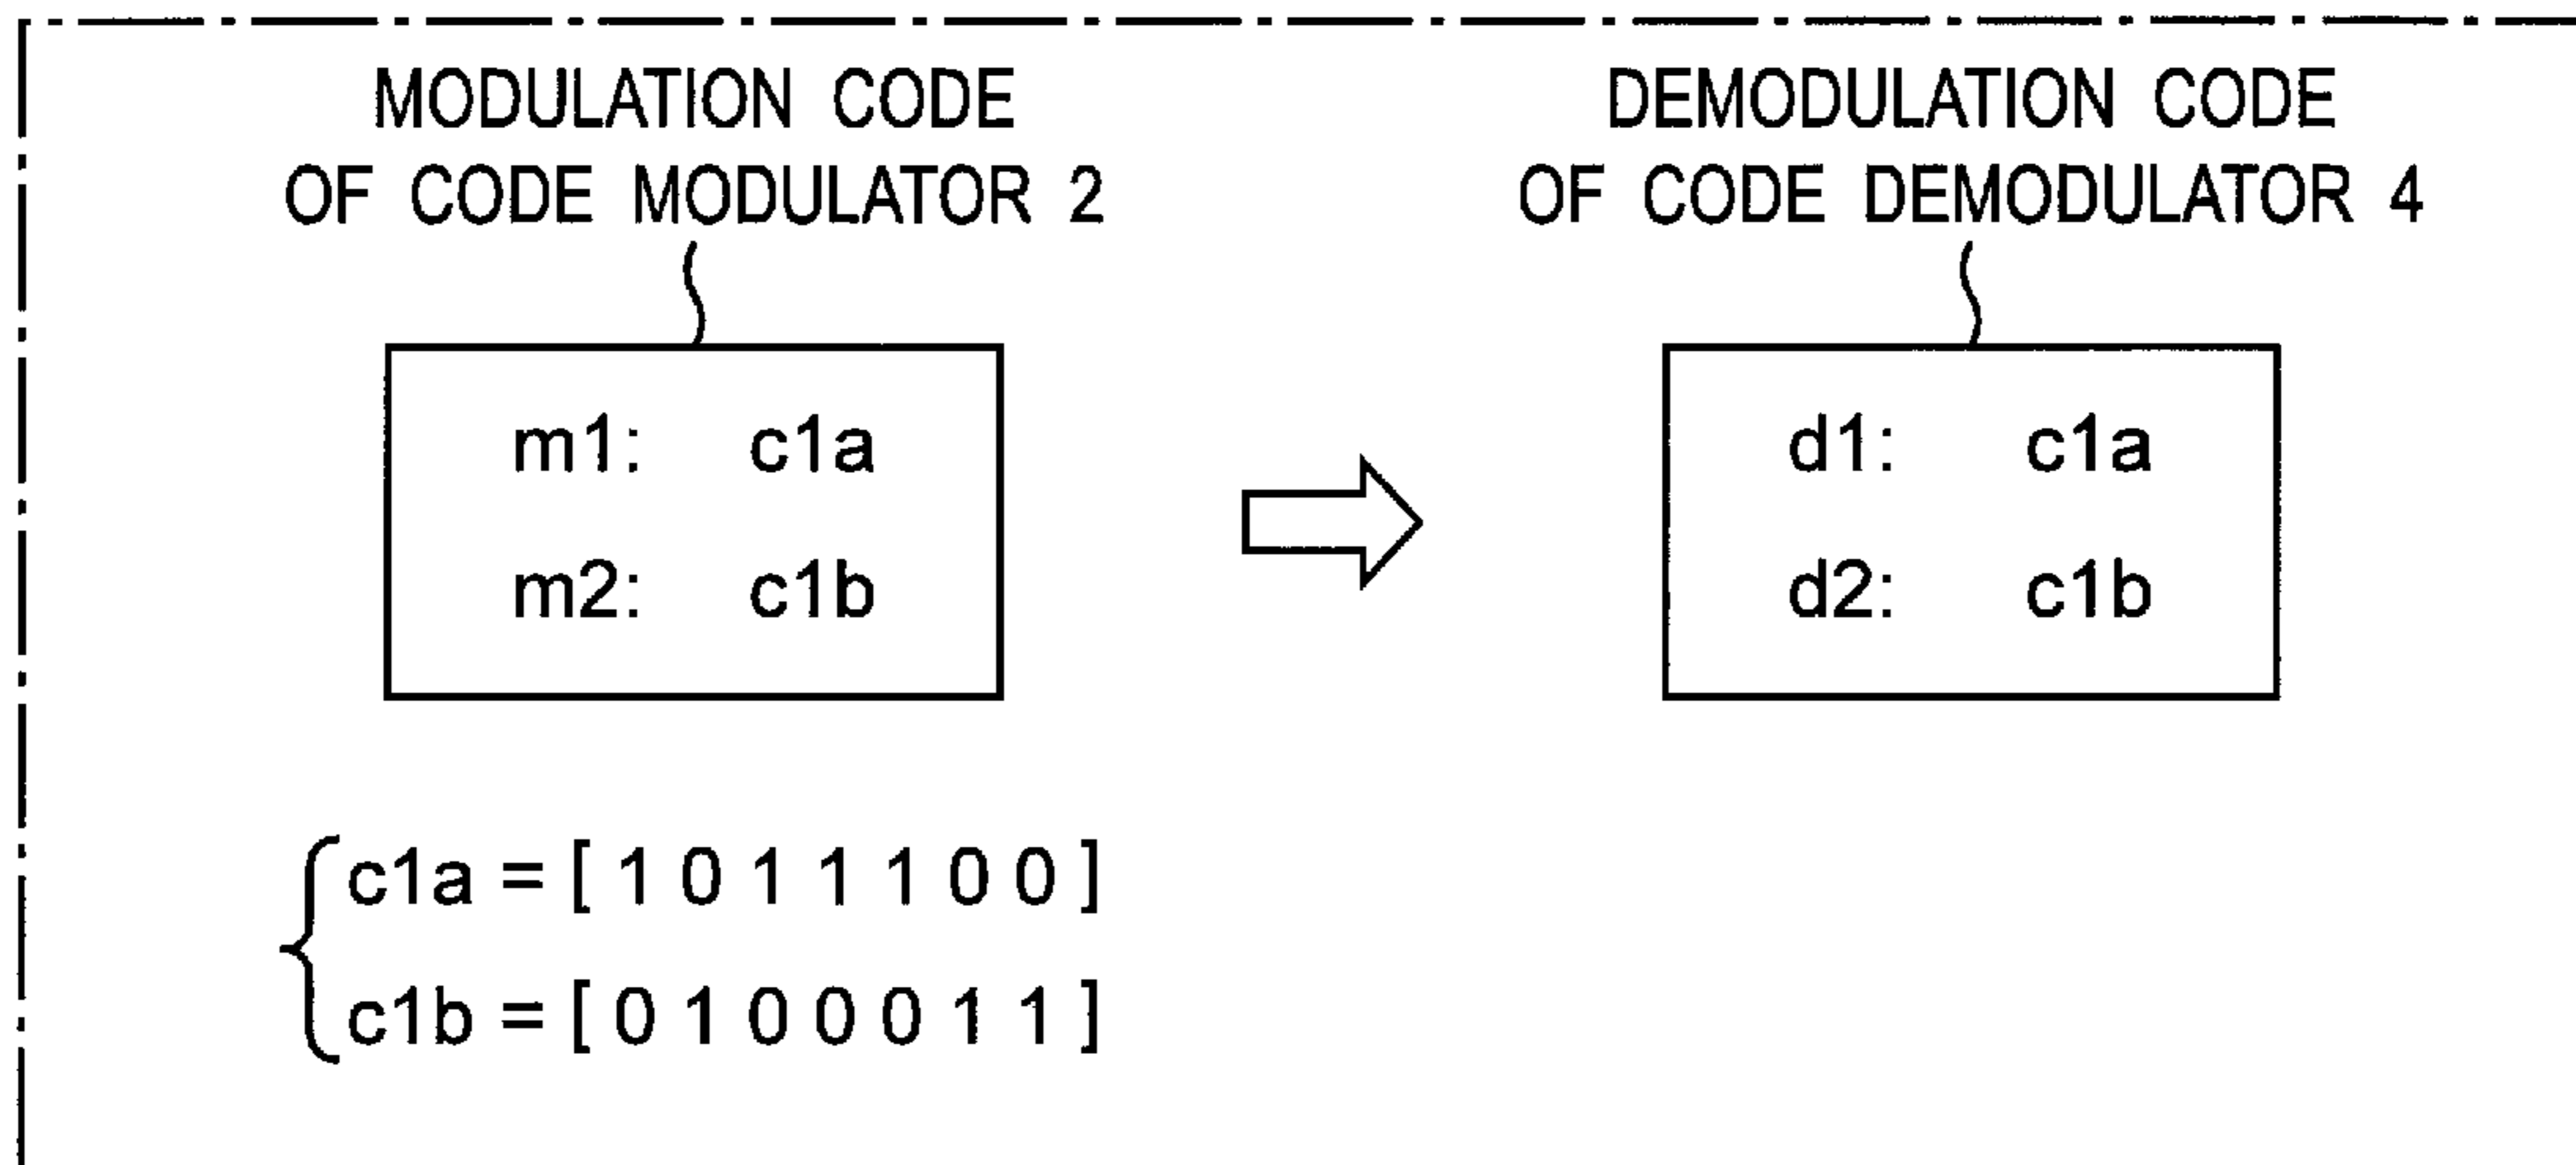 MODULATION CODE
OF CODE MODULATOR 2
DEMODULATION CODE
OF CODE DEMODULATOR 4
m1: c1a
m2: c1b
d1: c1a
d2: c1b
c1a = [ 1 0 1 1 1 0 0 ]
c1b = [ 0 1 0 0 0 1 1 ]